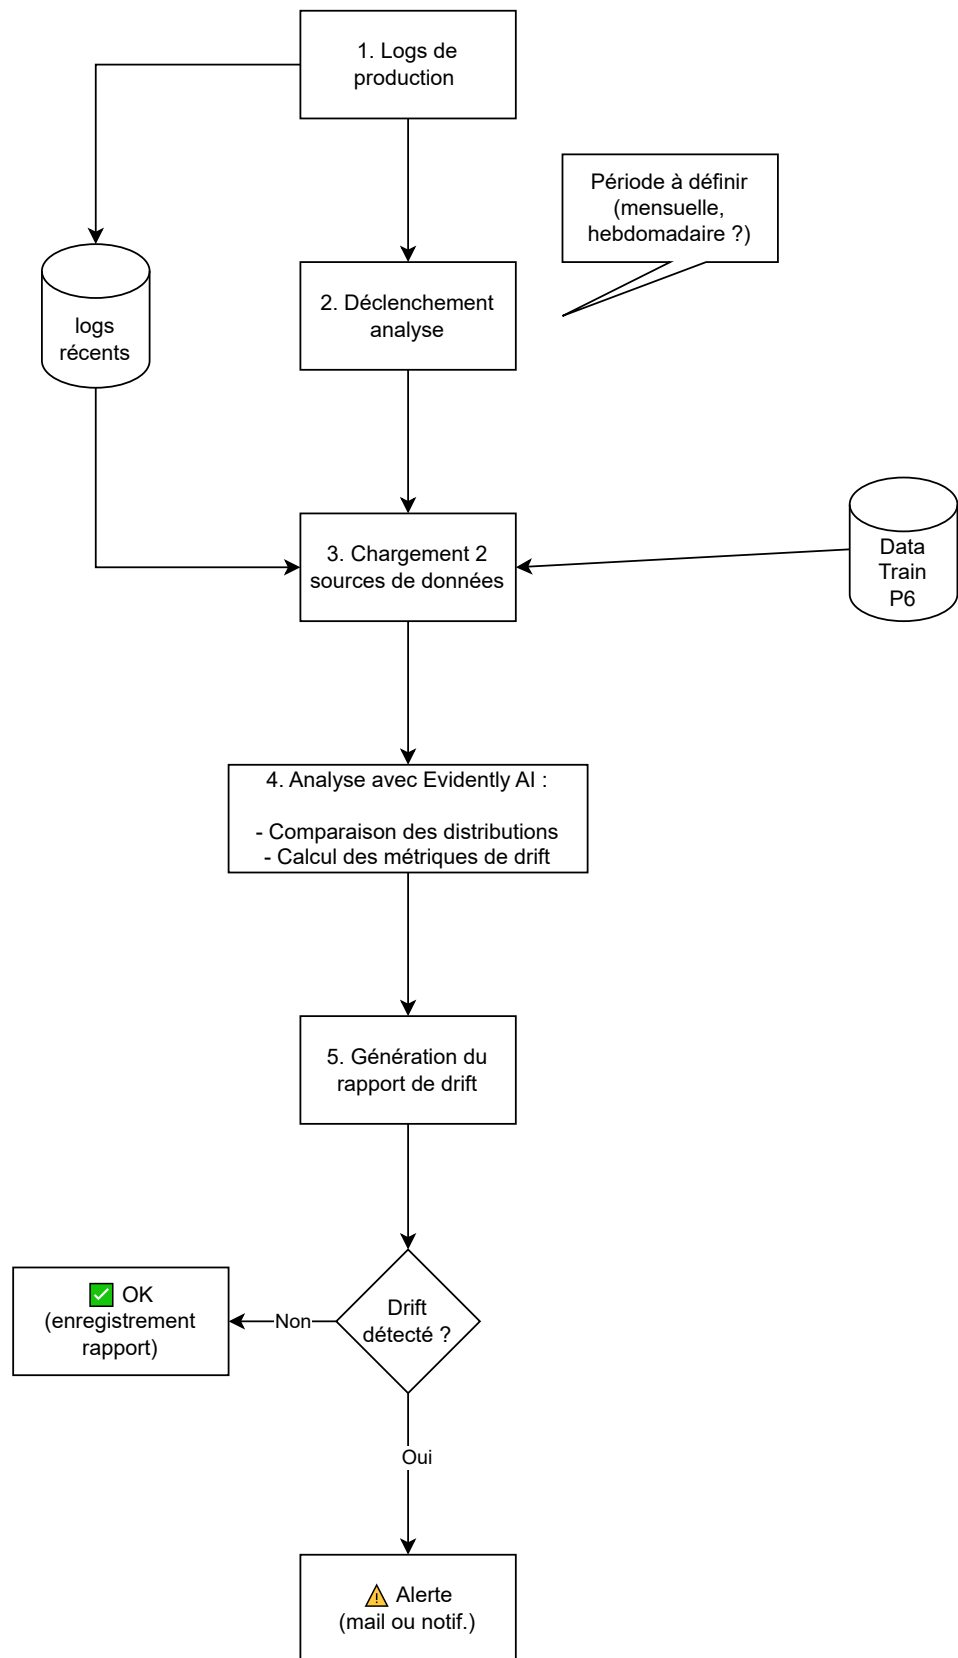 1. Logs de
production
Période à définir
(mensuelle,
hebdomadaire ?)
2. Déclenchement
analyse
logs
récents
3. Chargement 2
sources de données
Data
Train
P6
4. Analyse avec Evidently AI :
- Comparaison des distributions
- Calcul des métriques de drift
5. Génération du
rapport de drift
Drift
détecté ?
Non
✅ OK
(enregistrement
rapport)
Oui
⚠️ Alerte
(mail ou notif.)